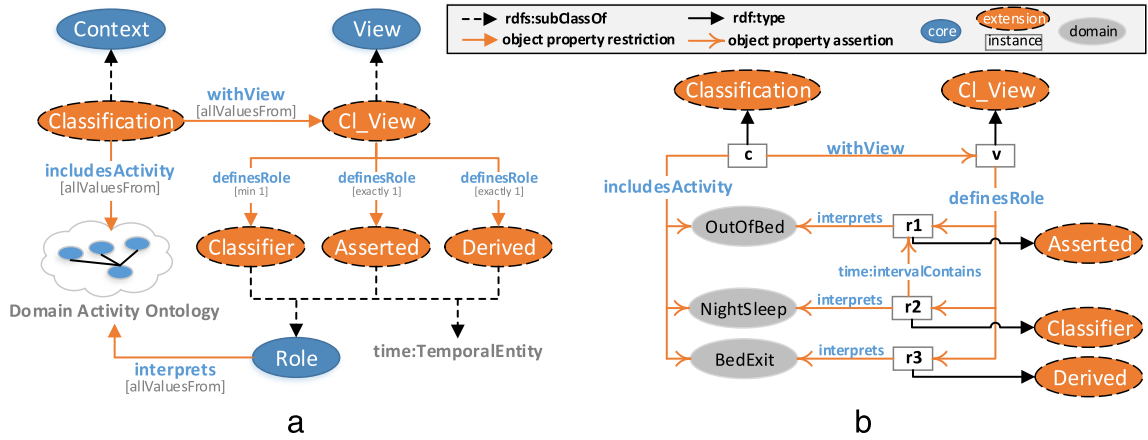 Context
View
rdfs:subClassOf
rdf:type
object property restriction
object property assertion
core
extension
instance
domain
Classification
withView
[allValuesFrom]
Cl_View
includesActivity
[allValuesFrom]
definesRole
[min 1]
definesRole
[exactly 1]
definesRole
[exactly 1]
Classifier
Asserted
Derived
Domain Activity Ontology
interprets
[allValuesFrom]
Role
time:TemporalEntity
a
Classification
Cl_View
c
withView
v
includesActivity
definesRole
OutOfBed
interprets
r1
Asserted
time:intervalContains
NightSleep
interprets
r2
Classifier
BedExit
interprets
r3
Derived
b